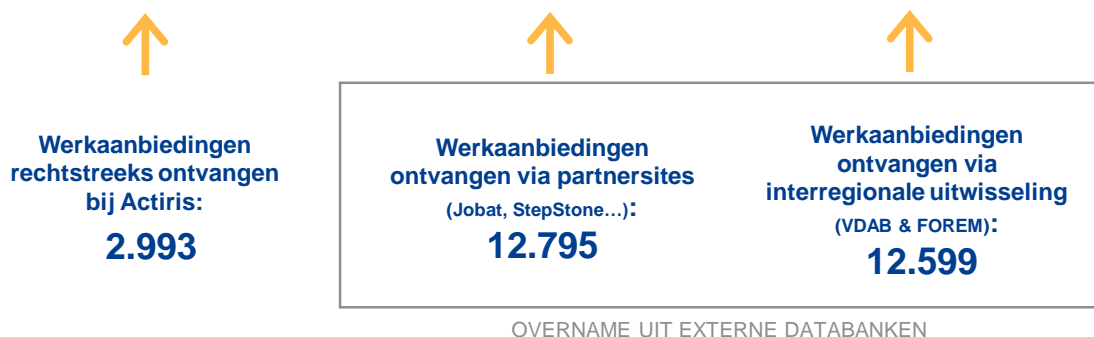 Werkaanbiedingen
rechtstreeks ontvangen
bij Actiris:
2.993
Werkaanbiedingen
ontvangen via partnersites
(Jobat, StepStone…):
12.795
Werkaanbiedingen
ontvangen via
interregionale uitwisseling
(VDAB & FOREM):
12.599
OVERNAME UIT EXTERNE DATABANKEN